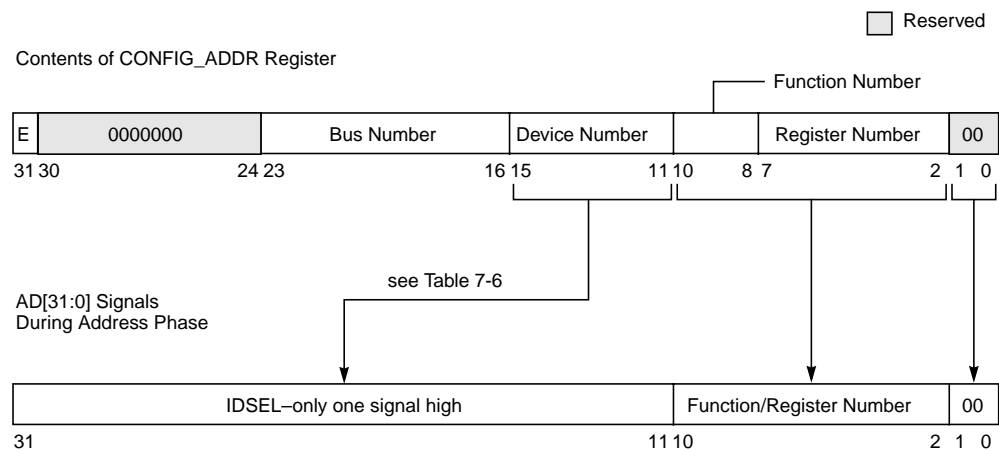 Reserved
Contents of CONFIG_ADDR Register
Function Number
E 0000000 Bus Number Device Number Register Number 00
31 30 24 23 16 15 11 10 8 7 2 1 0
see Table 7-6
AD[31:0] Signals
During Address Phase
IDSEL–only one signal high Function/Register Number 00
31 11 10 2 1 0